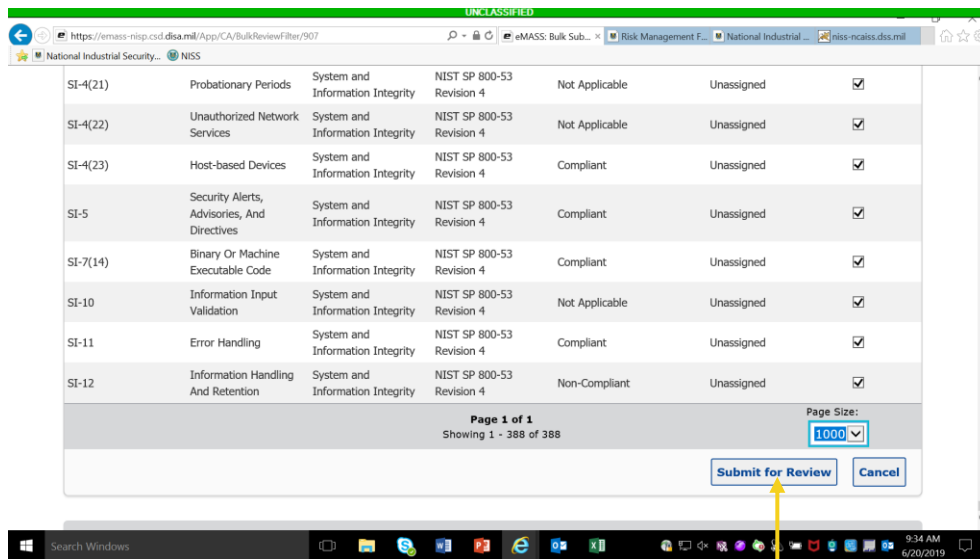 UNCLASSIFIED
https://emass-nisp.csd.disa.mil/App/CA/BulkReviewFilter/907
eMASS: Bulk Sub...
Risk Management F...
National Industrial ...
niss-ncaiss.dss.mil
National Industrial Security...
NISS
SI-4(21) Probationary Periods System and NIST SP 800-53 Not Applicable Unassigned
Information Integrity Revision 4
SI-4(22) Unauthorized Network System and NIST SP 800-53 Not Applicable Unassigned
Services Information Integrity Revision 4
SI-4(23) Host-based Devices System and NIST SP 800-53 Compliant Unassigned
Information Integrity Revision 4
Security Alerts,
SI-5 Advisories, And System and NIST SP 800-53 Compliant Unassigned
Directives Information Integrity Revision 4
SI-7(14) Binary Or Machine System and NIST SP 800-53 Compliant Unassigned
Executable Code Information Integrity Revision 4
SI-10 Information Input System and NIST SP 800-53 Not Applicable Unassigned
Validation Information Integrity Revision 4
SI-11 Error Handling System and NIST SP 800-53 Compliant Unassigned
Information Integrity Revision 4
SI-12 Information Handling System and NIST SP 800-53 Non-Compliant Unassigned
And Retention Information Integrity Revision 4
Page 1 of 1
Showing 1 - 388 of 388
Page Size:
1000
Submit for Review
Cancel
Search Windows
9:34 AM
6/20/2019